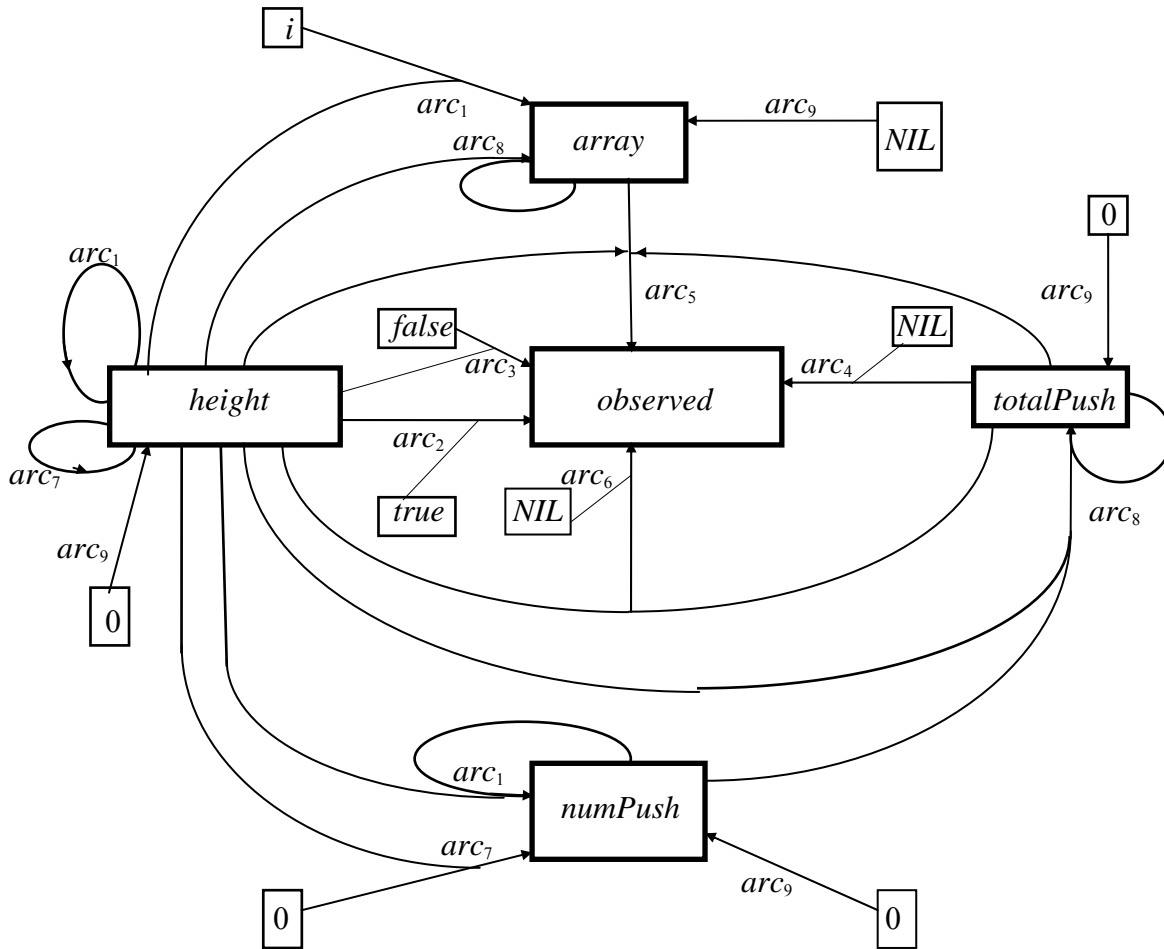 i
arc₁
arc₉
array
NIL
arc₈
0
arc₁
arc₅
arc₉
false
NIL
arc₃
arc₄
height
observed
totalPush
arc₂
arc₇
arc₆
true
NIL
arc₈
arc₉
0
arc₁
numPush
arc₇
arc₉
0
0